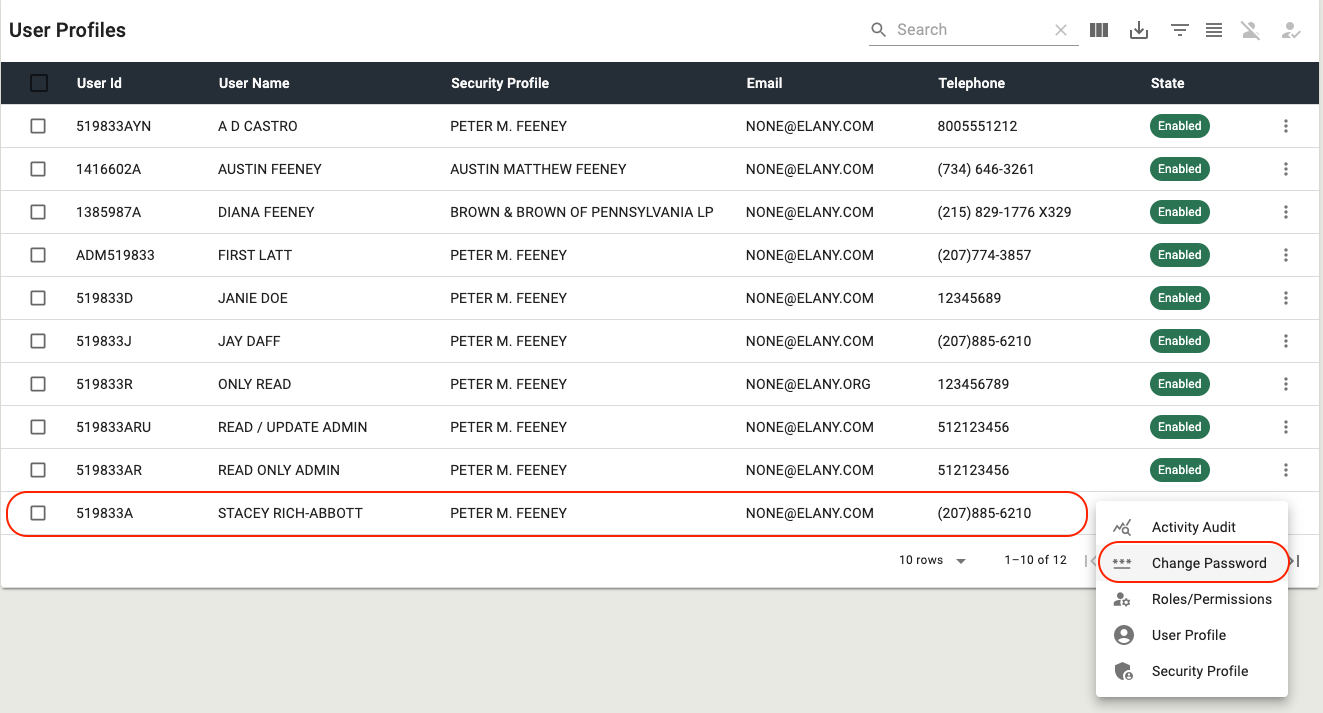 User Profiles Search
User Id User Name Security Profile Email Telephone State
519833AYN A D CASTRO PETER M. FEENEY NONE@ELANY.COM 8005551212 Enabled
1416602A AUSTIN FEENEY AUSTIN MATTHEW FEENEY NONE@ELANY.COM (734) 646-3261 Enabled
1385987A DIANA FEENEY BROWN & BROWN OF PENNSYLVANIA LP NONE@ELANY.COM (215) 829-1776 X329 Enabled
ADM519833 FIRST LATT PETER M. FEENEY NONE@ELANY.COM (207)774-3857 Enabled
519833D JANIE DOE PETER M. FEENEY NONE@ELANY.COM 12345689 Enabled
519833J JAY DAFF PETER M. FEENEY NONE@ELANY.COM (207)885-6210 Enabled
519833R ONLY READ PETER M. FEENEY NONE@ELANY.ORG 123456789 Enabled
519833ARU READ / UPDATE ADMIN PETER M. FEENEY NONE@ELANY.COM 512123456 Enabled
519833AR READ ONLY ADMIN PETER M. FEENEY NONE@ELANY.COM 512123456 Enabled
519833A STACEY RICH-ABBOTT PETER M. FEENEY NONE@ELANY.COM (207)885-6210
10 rows 1–10 of 12
Activity Audit
Change Password
Roles/Permissions
User Profile
Security Profile